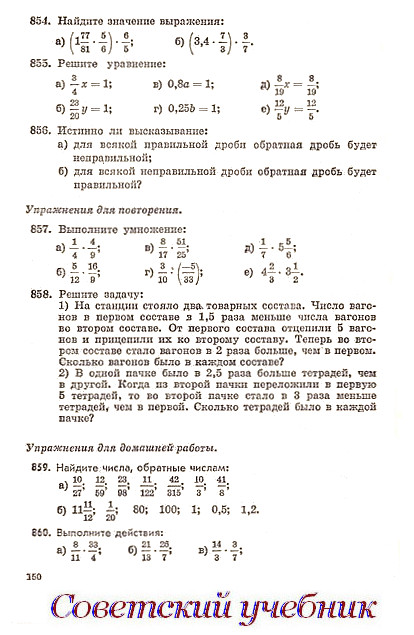 854. Найдите значение выражения:
а) (1 77/81 · 5/6) · 6/5; б) (3,4 · 7/3) · 3/7.
855. Решите уравнение:
а) 3/4 x = 1; в) 0,8a = 1; д) 8/19 x = 8/19;
б) 23/20 y = 1; г) 0,25b = 1; е) 12/5 y = 12/5.
856. Истинно ли высказывание:
а) для всякой правильной дроби обратная дробь будет
неправильной;
б) для всякой неправильной дроби обратная дробь будет
правильной?
Упражнения для повторения.
857. Выполните умножение:
а) 1/4 · 4/9; в) 8/17 · 51/25; д) 1/7 · 5 5/6;
б) 5/12 · 16/9; г) 3/10 · (−5/33); е) 4 2/3 · 3 1/2.
858. Решите задачу:
1) На станции стояло два товарных состава. Число ваго-
нов в первом составе в 1,5 раза меньше числа вагонов
во втором составе. От первого состава отцепили 5 ваго-
нов и прицепили их ко второму составу. Теперь во вто-
ром составе стало вагонов в 2 раза больше, чем в первом.
Сколько вагонов было в каждом составе?
2) В одной пачке было в 2,5 раза больше тетрадей, чем
в другой. Когда из второй пачки переложили в первую
5 тетрадей, то во второй пачке стало в 3 раза меньше
тетрадей, чем в первой. Сколько тетрадей было в каждой
пачке?
Упражнения для домашней работы.
859. Найдите числа, обратные числам:
а) 10/27; 12/59; 23/98; 11/122; 42/315; 10/3; 41/8;
б) 11 11/12; 1/20; 80; 100; 1; 0,5; 1,2.
860. Выполните действия:
а) 8/11 · 33/4; б) 21/13 · 26/7; в) 14/3 · 3/7;
150
Советский учебник